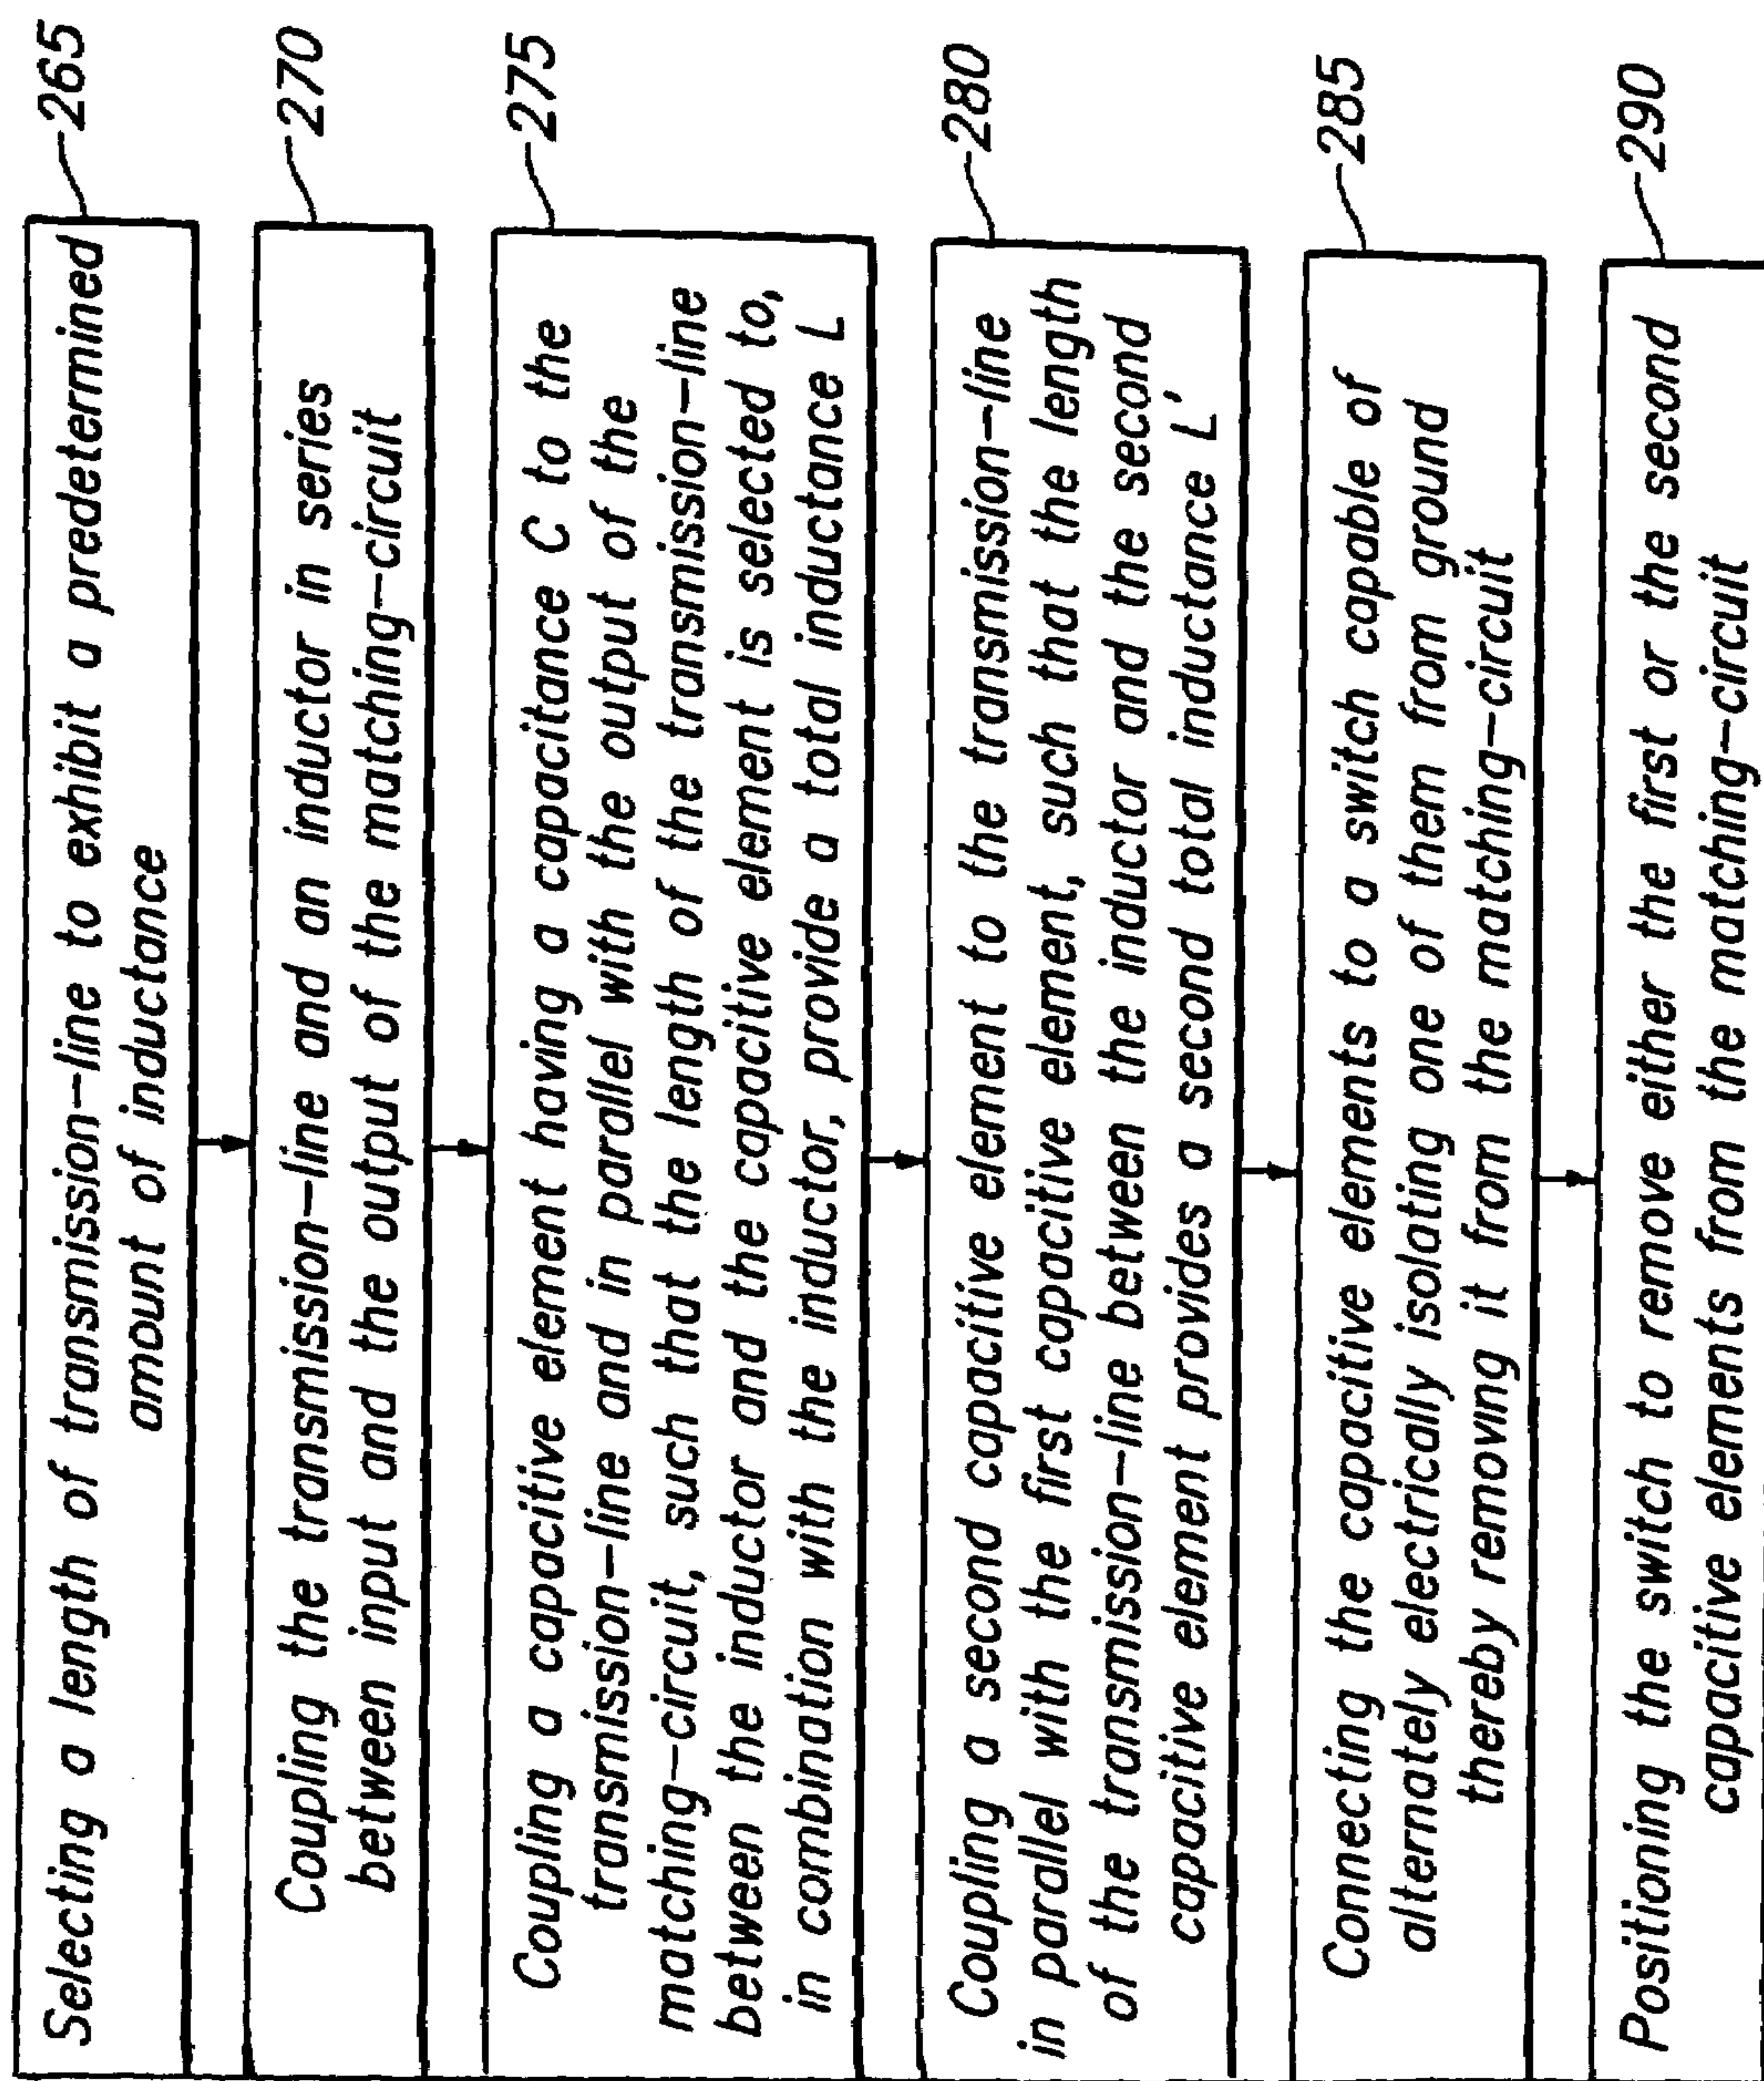 Selecting a length of transmission-line to exhibit a predetermined
amount of inductance
265
Coupling the transmission-line and an inductor in series
between input and the output of the matching-circuit
270
Coupling a capacitive element having a capacitance C to the
transmission-line and in parallel with the output of the
matching-circuit, such that the length of the transmission-line
between the inductor and the capacitive element is selected to,
in combination with the inductor, provide a total inductance L
275
Coupling a second capacitive element to the transmission-line
in parallel with the first capacitive element, such that the length
of the transmission-line between the inductor and the second
capacitive element provides a second total inductance L'
280
Connecting the capacitive elements to a switch capable of
alternately electrically isolating one of them from ground
thereby removing it from the matching-circuit
285
Positioning the switch to remove either the first or the second
capacitive elements from the matching-circuit
290